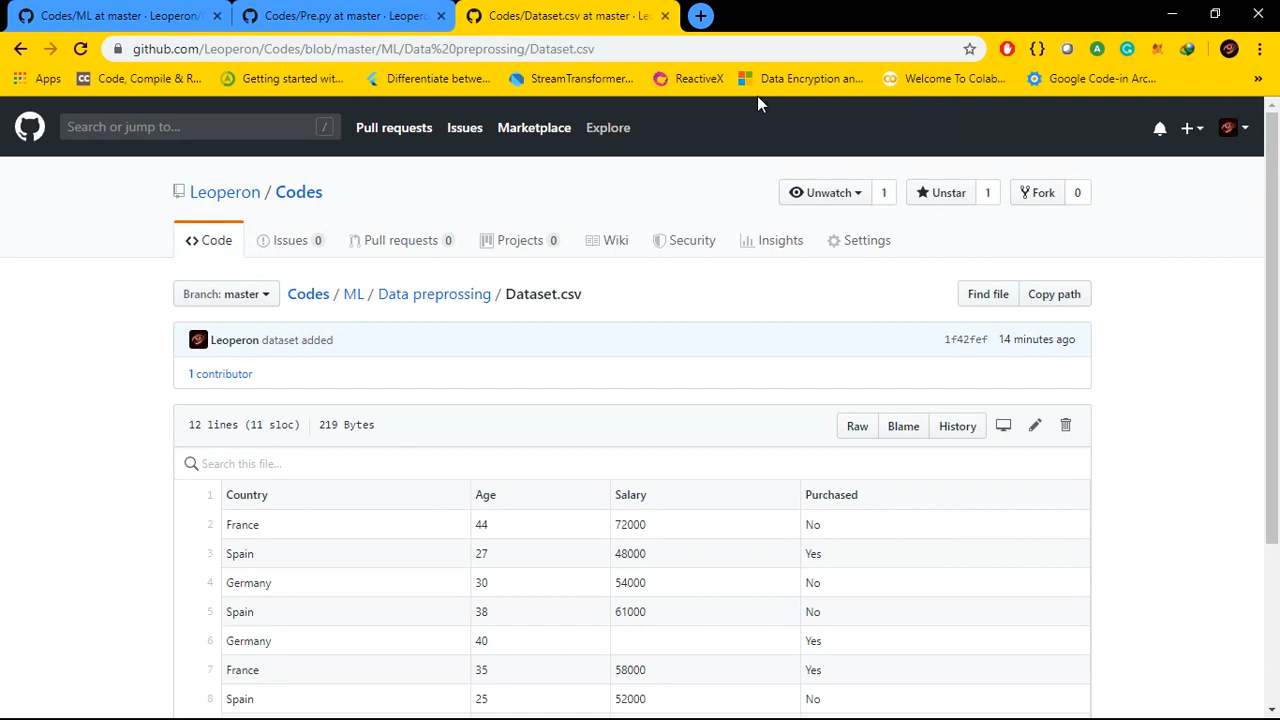 Codes/ML at master · Leoperon/ ×
Codes/Pre.py at master · Leoper ×
Codes/Dataset.csv at master · Le ×
github.com/Leoperon/Codes/blob/master/ML/Data%20preprossing/Dataset.csv
Apps Code, Compile & R... Getting started wit... Differentiate betwe... StreamTransformer... ReactiveX Data Encryption an... Welcome To Colab... Google Code-in Arc... »
Search or jump to... / Pull requests Issues Marketplace Explore
Leoperon / Codes
Unwatch 1 Unstar 1 Fork 0
Code Issues 0 Pull requests 0 Projects 0 Wiki Security Insights Settings
Branch: master Codes / ML / Data preprossing / Dataset.csv Find file Copy path
Leoperon dataset added 1f42fef 14 minutes ago
1 contributor
12 lines (11 sloc) 219 Bytes Raw Blame History
Search this file...
1 Country Age Salary Purchased
2 France 44 72000 No
3 Spain 27 48000 Yes
4 Germany 30 54000 No
5 Spain 38 61000 No
6 Germany 40 Yes
7 France 35 58000 Yes
8 Spain 25 52000 No